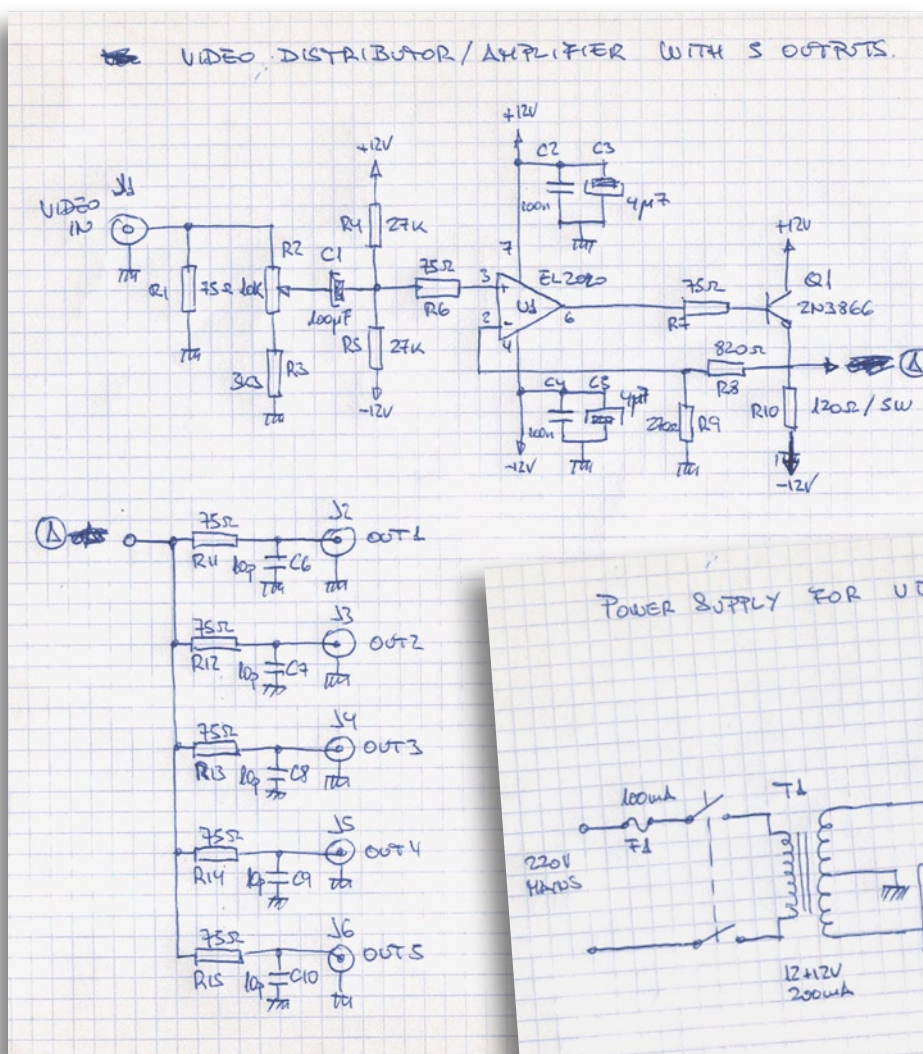 VIDEO DISTRIBUTOR/AMPLIFIER WITH 5 OUTPUTS.
J1
VIDEO
IN
R1
75Ω
R2
10K
R3
3K3
C1
100μF
+12V
R4
27K
R5
27K
-12V
75Ω
R6
+12V
C2
100n
C3
4μ7
7
3
+
EL2020
U1
2
-
4
6
C4
100n
C5
4μ7
-12V
75Ω
R7
+12V
Q1
2N3866
820Ω
R8
A
270Ω
R9
R10
120Ω/5W
-12V
A
75Ω
R11
10p
C6
J2
OUT1
75Ω
R12
10p
C7
J3
OUT2
75Ω
R13
10p
C8
J4
OUT3
75Ω
R14
10p
C9
J5
OUT4
75Ω
R15
10p
C10
J6
OUT5
POWER SUPPLY FOR
100mA
F1
220V
MAINS
T1
12+12V
200mA